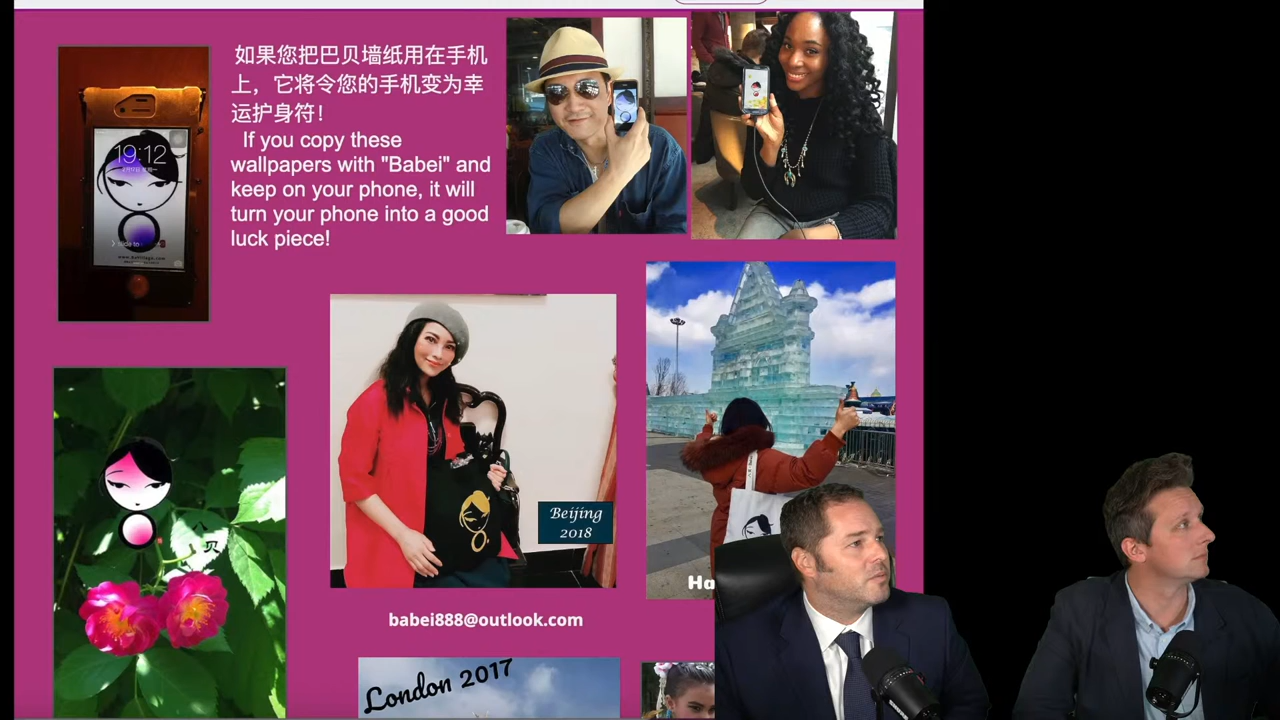 如果您把巴贝墙纸用在手机
上，它将令您的手机变为幸
运护身符！
If you copy these
wallpapers with "Babei" and
keep on your phone, it will
turn your phone into a good
luck piece!
19:12
Beijing
2018
Ha
babei888@outlook.com
London 2017